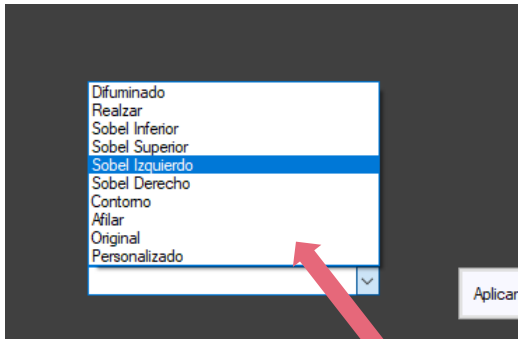 Difuminado
Realzar
Sobel Inferior
Sobel Superior
Sobel Izquierdo
Sobel Derecho
Contorno
Afilar
Original
Personalizado
Aplicar